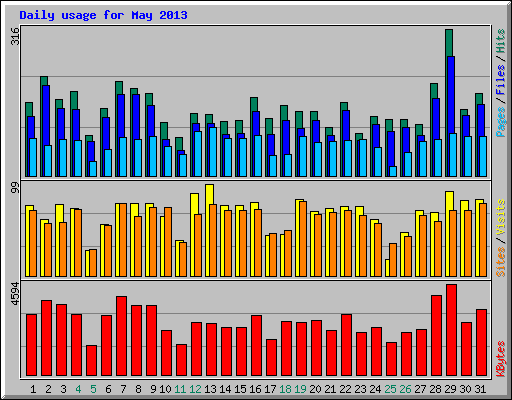 Daily usage for May 2013
316
Pages / Files / Hits
99
Sites / Visits
4594
KBytes
1 2 3 4 5 6 7 8 9 10 11 12 13 14 15 16 17 18 19 20 21 22 23 24 25 26 27 28 29 30 31